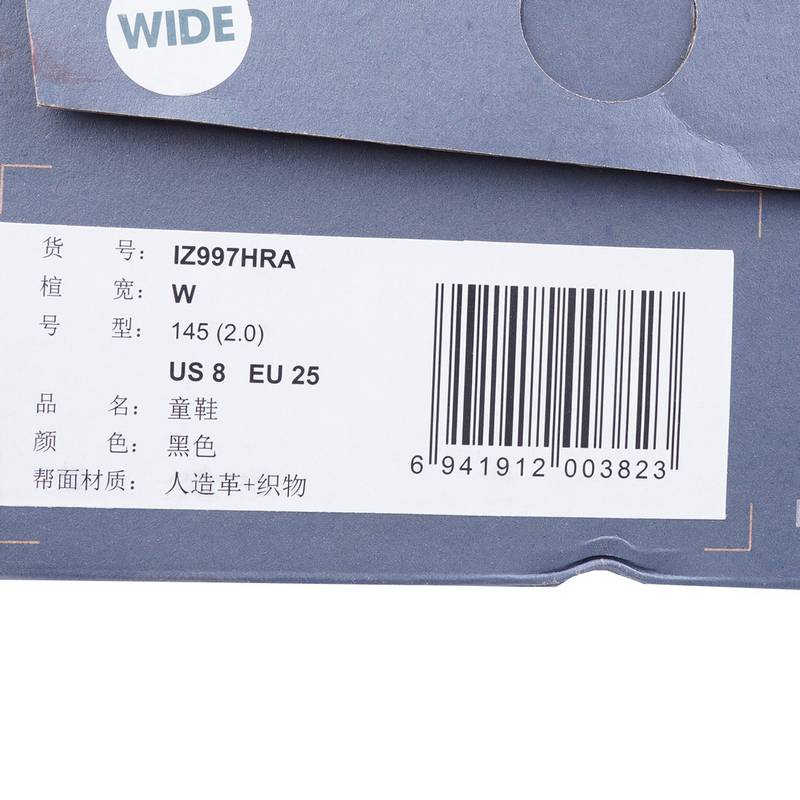 WIDE
货号: IZ997HRA
楦宽: W
号型: 145 (2.0)
US 8 EU 25
品名: 童鞋
颜色: 黑色
帮面材质: 人造革+织物
6 941912 003823